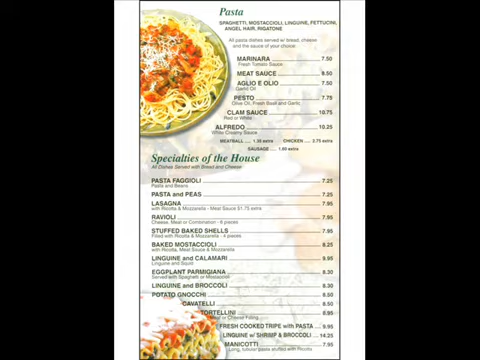 Pasta
SPAGHETTI, MOSTACCIOLI, LINGUINE, FETTUCINI,
ANGEL HAIR, RIGATONE
All pasta dishes served w/ bread, cheese
and the sauce of your choice:
MARINARA 7.50
Fresh Tomato Sauce
MEAT SAUCE 8.50
AGLIO E OLIO 7.50
Garlic Oil
PESTO 7.75
Olive Oil, Fresh Basil and Garlic
CLAM SAUCE 10.75
Red or White
ALFREDO 10.25
White Creamy Sauce
MEATBALL .... 1.35 extra CHICKEN .... 2.75 extra
SAUSAGE .... 1.60 extra
Specialties of the House
All Dishes Served with Bread and Cheese
PASTA FAGGIOLI 7.25
Pasta and Beans
PASTA and PEAS 7.25
LASAGNA 7.95
with Ricotta & Mozzarella - Meat Sauce $1.75 extra
RAVIOLI 7.95
Cheese, Meat or Combination - 6 pieces
STUFFED BAKED SHELLS 7.95
Filled with Ricotta & Mozzarella - 4 pieces
BAKED MOSTACCIOLI 8.25
with Ricotta, Meat Sauce & Mozzarella
LINGUINE and CALAMARI 9.95
Linguine and Squid
EGGPLANT PARMIGIANA 8.30
Served with Spaghetti or Mostaccioli
LINGUINE and BROCCOLI 8.30
POTATO GNOCCHI 8.50
CAVATELLI 8.50
TORTELLINI 8.95
Meat or Cheese Filling
FRESH COOKED TRIPE with PASTA 9.95
LINGUINE w/ SHRIMP & BROCCOLI 14.25
MANICOTTI 7.95
Long, tubular pasta stuffed with Ricotta